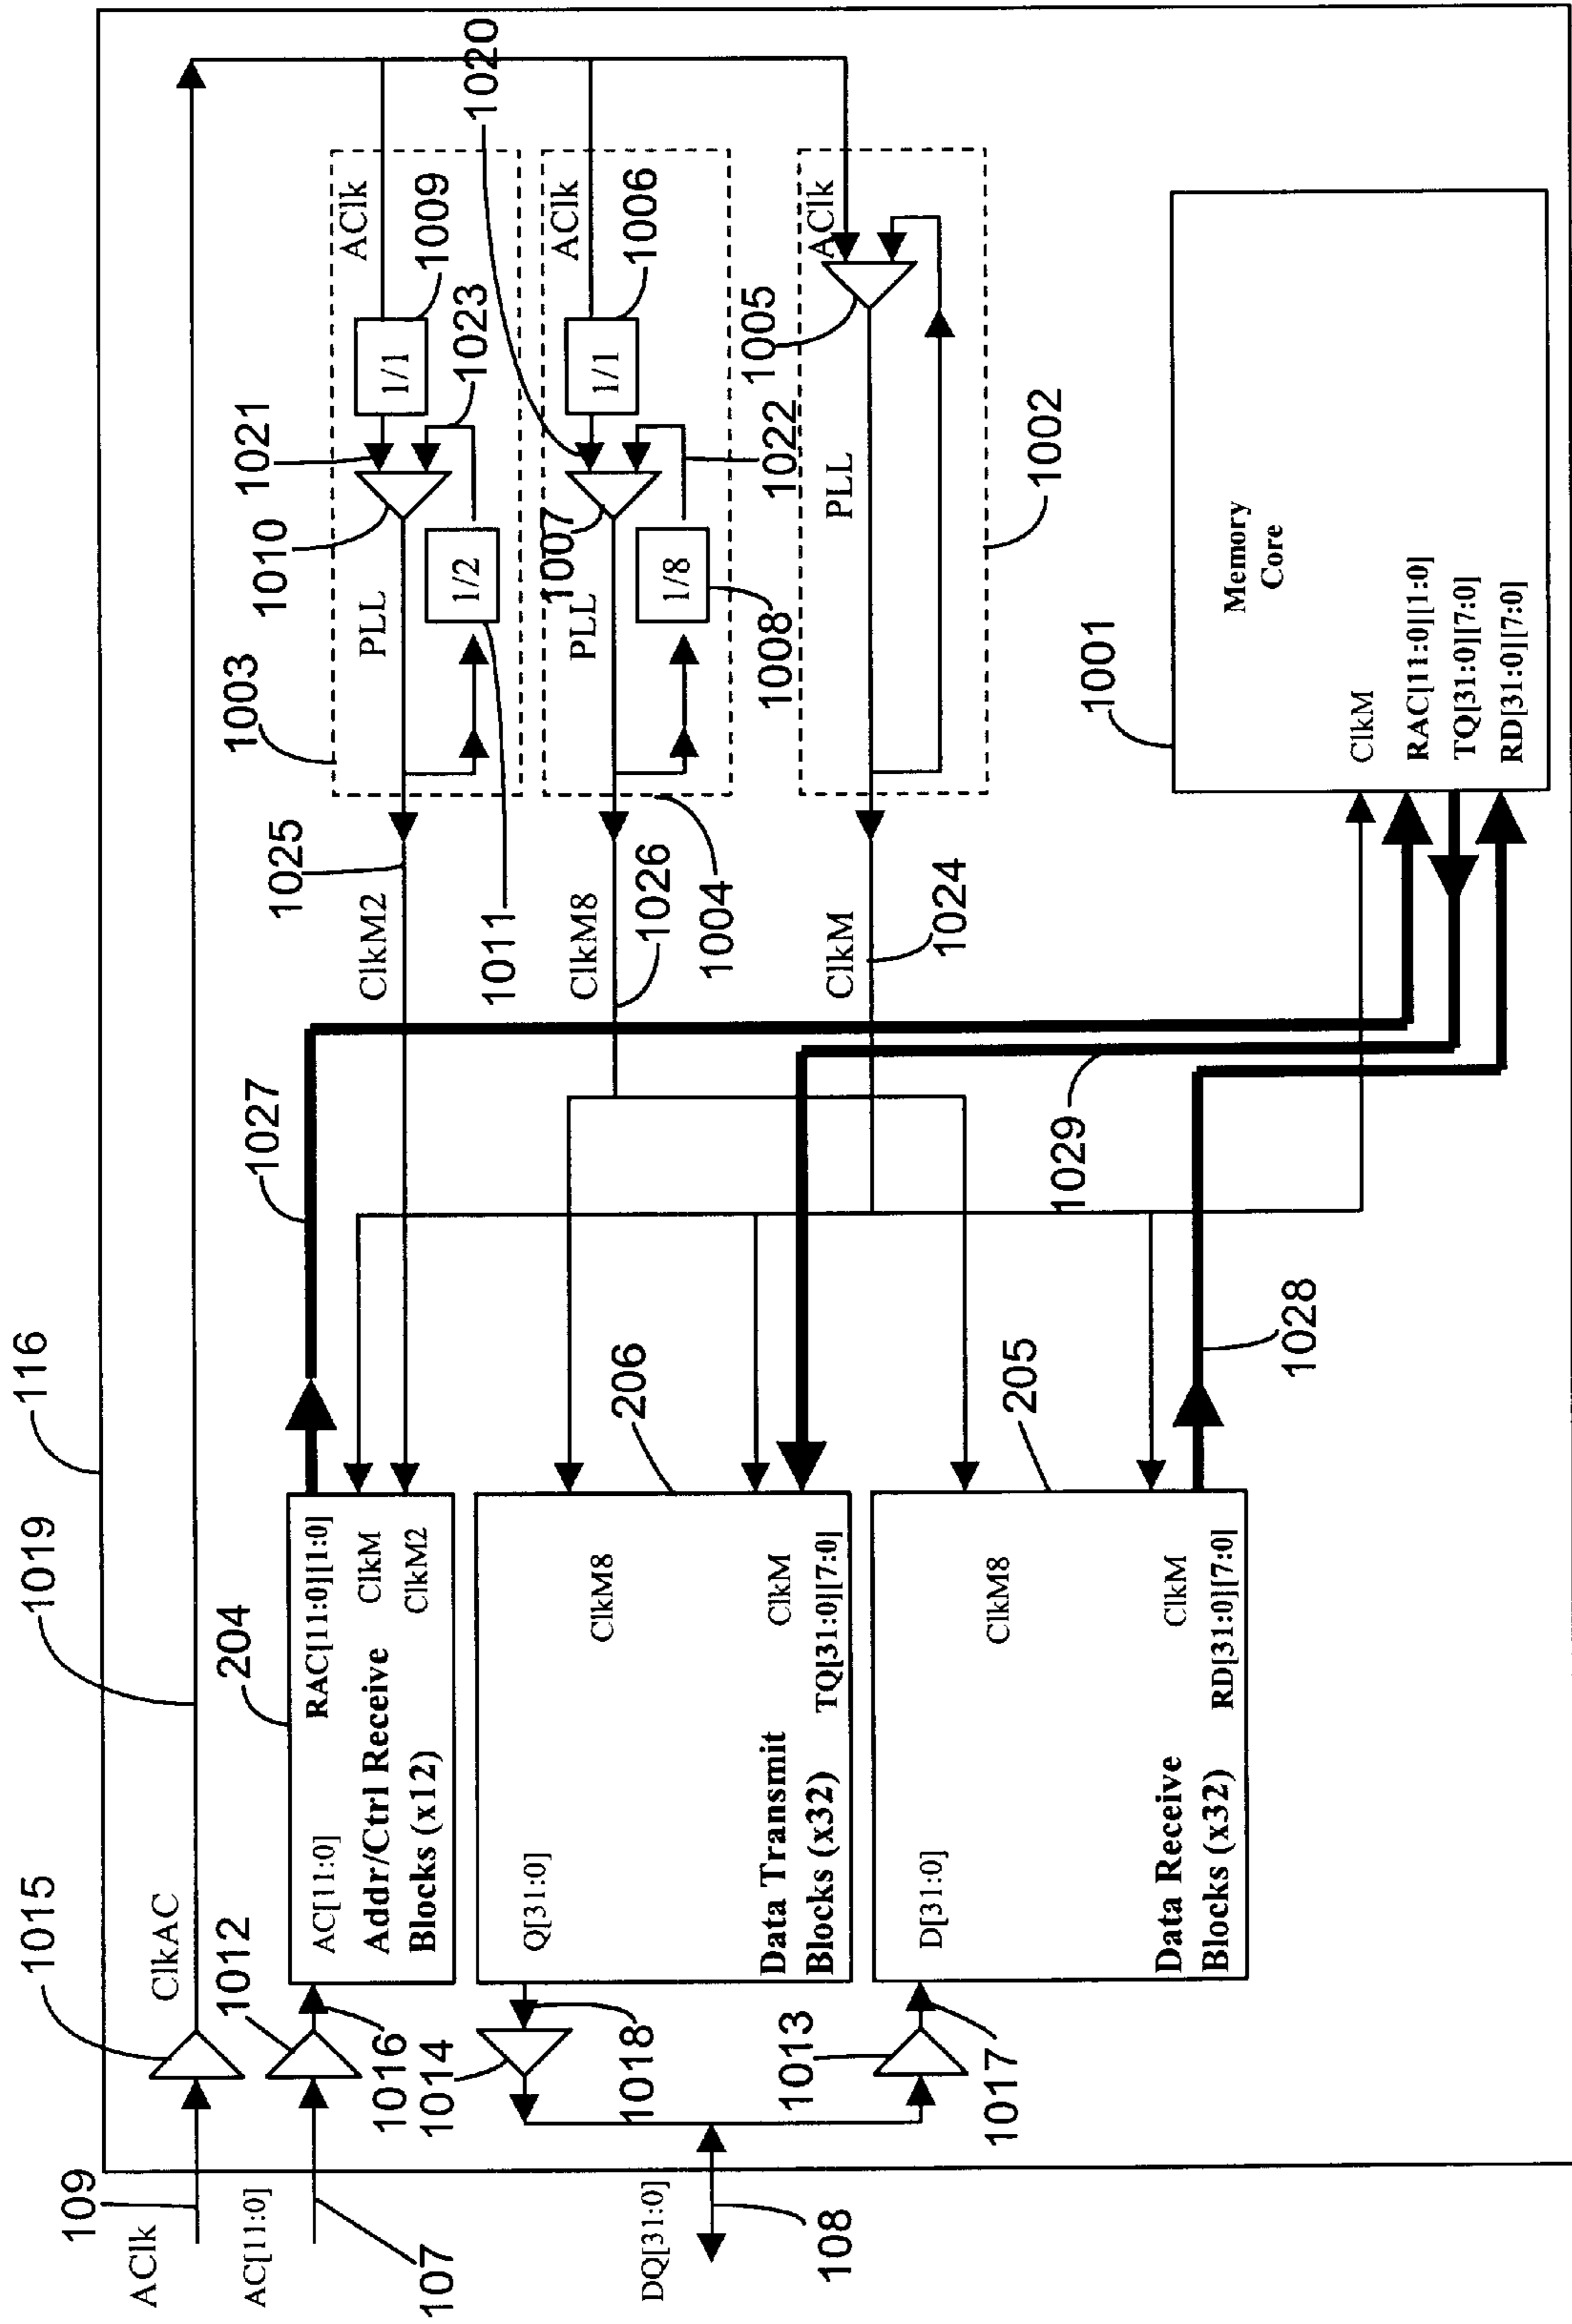 116
1019
1015
109
AClk
ClkAC
1012
AC[11:0]
107
1016
204
RAC[11:0][1:0]
AC[11:0]
ClkM
Addr/Ctrl Receive
Blocks (x12)
ClkM2
1014
1018
206
Q[31:0]
ClkM8
ClkM
Data Transmit
Blocks (x32)
TQ[31:0][7:0]
DQ[31:0]
108
1013
1017
205
D[31:0]
ClkM8
ClkM
Data Receive
Blocks (x32)
RD[31:0][7:0]
1027
1028
1029
1025
ClkM2
1026
ClkM8
1024
ClkM
1003
PLL
1010
1021
1/1
1009
AClk
1023
1/2
1011
1004
PLL
1007
1020
1/1
1006
AClk
1022
1/8
1008
1002
PLL
1005
AClk
1001
Memory
Core
ClkM
RAC[11:0][1:0]
TQ[31:0][7:0]
RD[31:0][7:0]